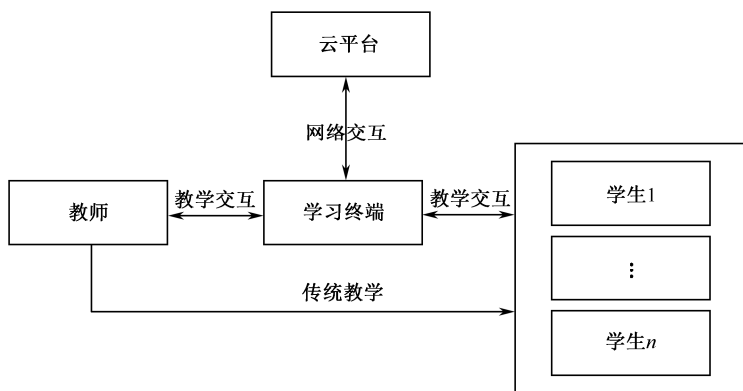 云平台
网络交互
教师
教学交互
学习终端
教学交互
学生1
⋮
学生n
传统教学